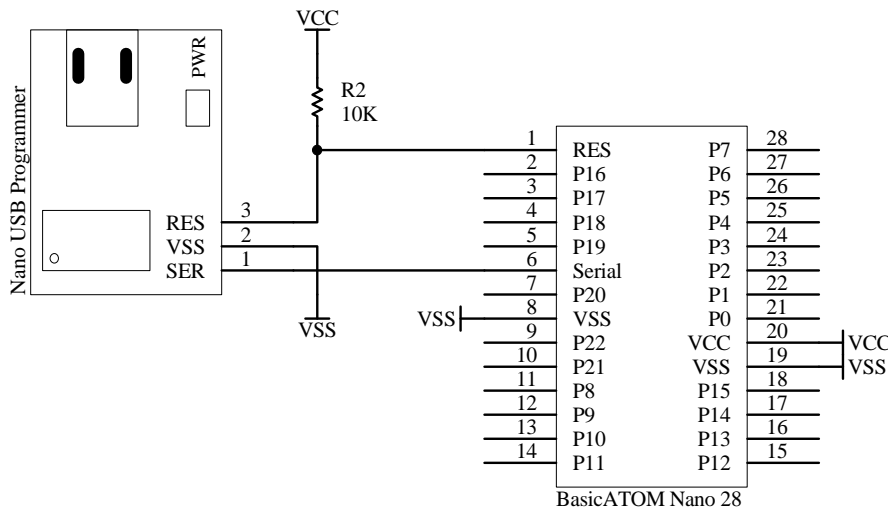 VCC
PWR
R2
10K
Nano USB Programmer
RES 3
VSS 2
SER 1
VSS
VSS
1 RES P7 28
2 P16 P6 27
3 P17 P5 26
4 P18 P4 25
5 P19 P3 24
6 Serial P2 23
7 P20 P1 22
8 VSS P0 21
9 P22 VCC 20 VCC
10 P21 VSS 19 VSS
11 P8 P15 18
12 P9 P14 17
13 P10 P13 16
14 P11 P12 15
BasicATOM Nano 28